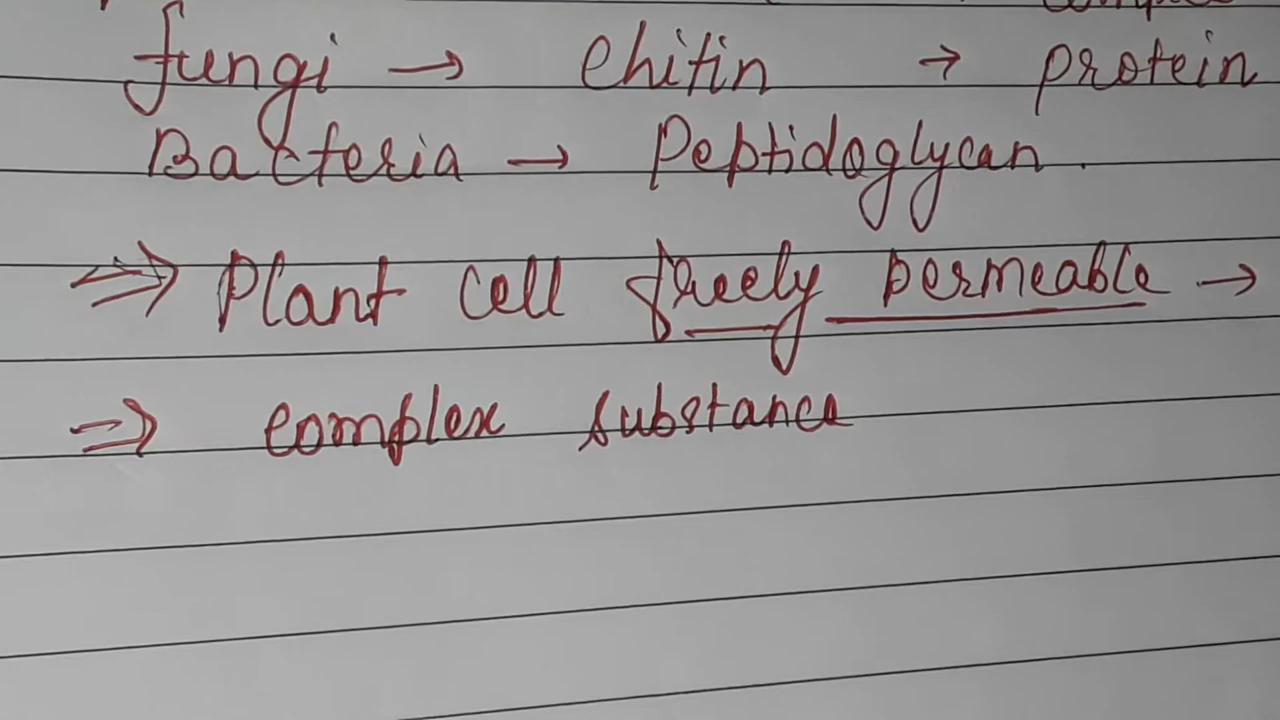 fungi → chitin → protein
Bacteria → Peptidoglycan .
⇒ Plant cell freely permeable →
⇒ complex substance